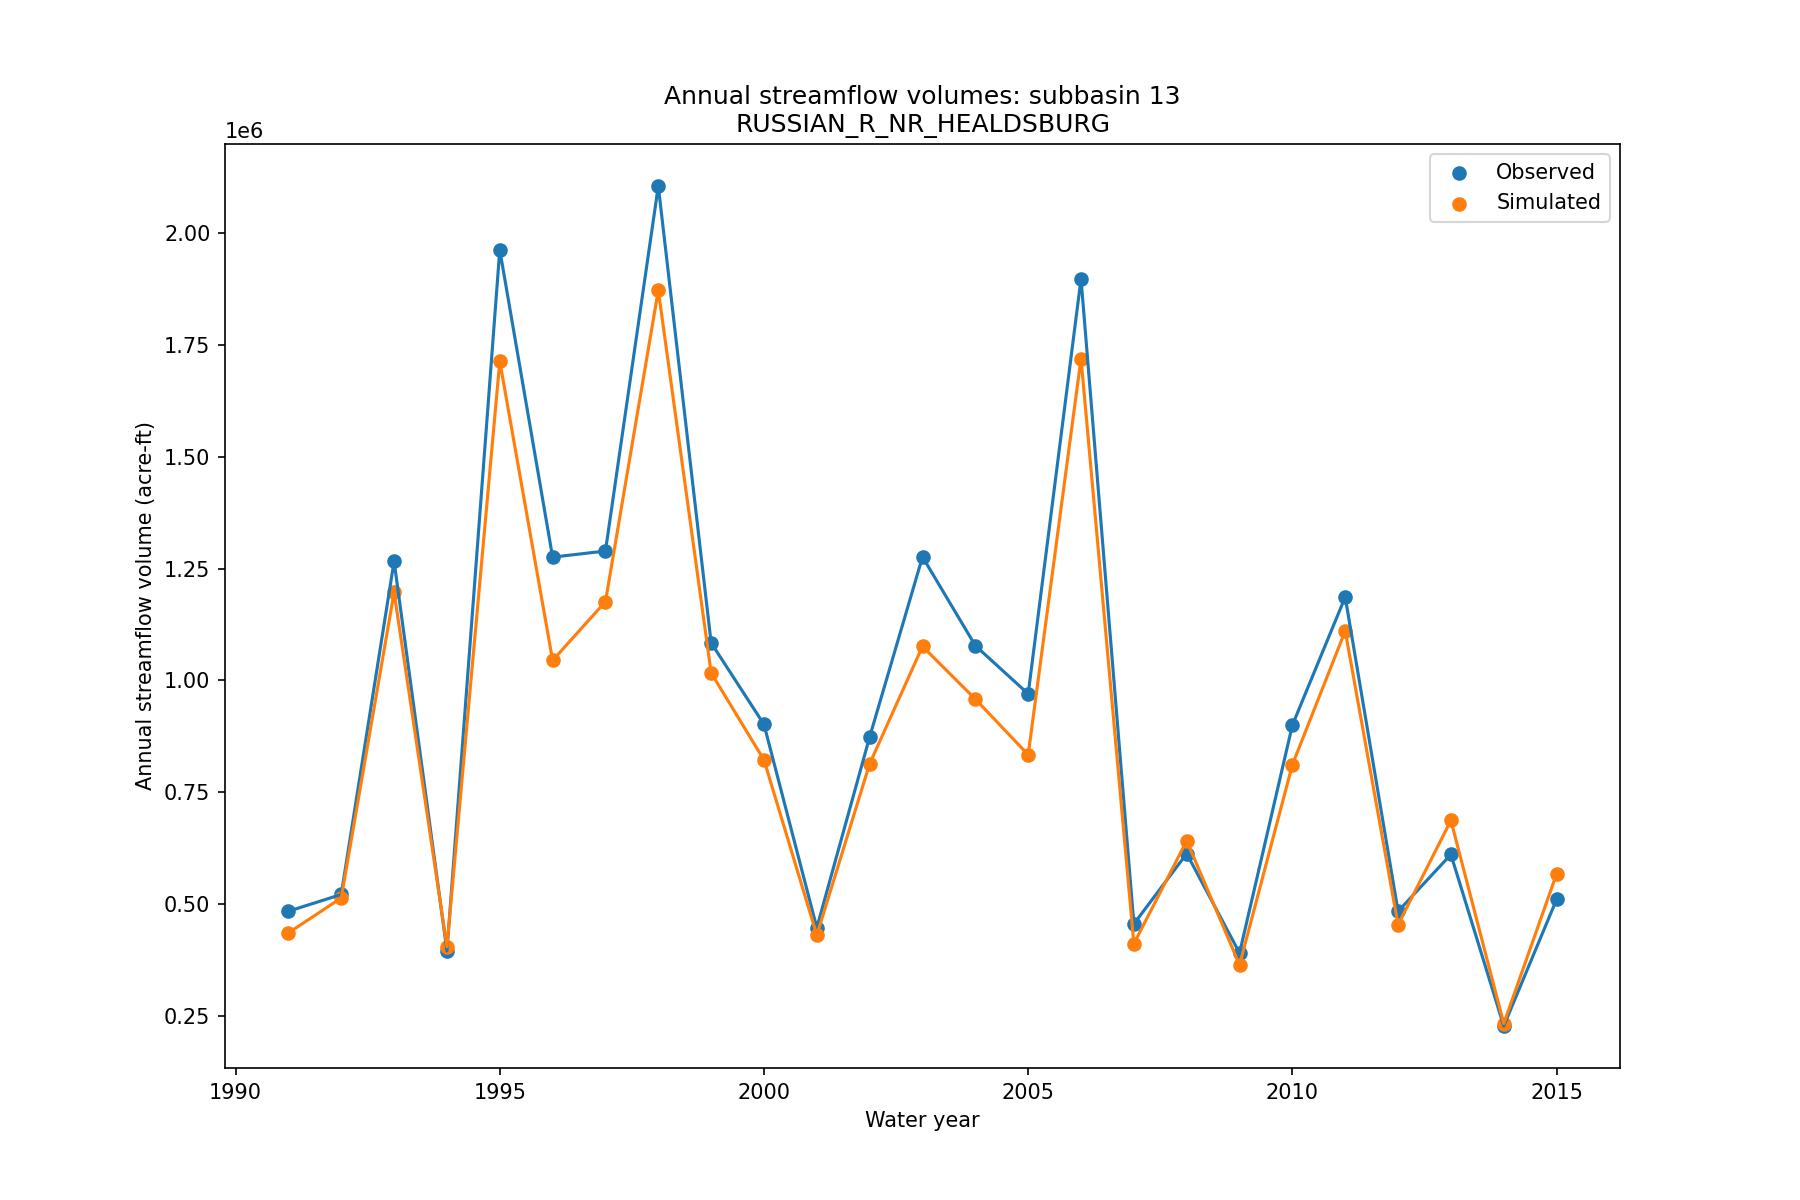 Annual streamflow volumes: subbasin 13
RUSSIAN_R_NR_HEALDSBURG
1e6
Observed
Simulated
2.00
1.75
1.50
1.25
1.00
0.75
0.50
0.25
Annual streamflow volume (acre-ft)
1990 1995 2000 2005 2010 2015
Water year